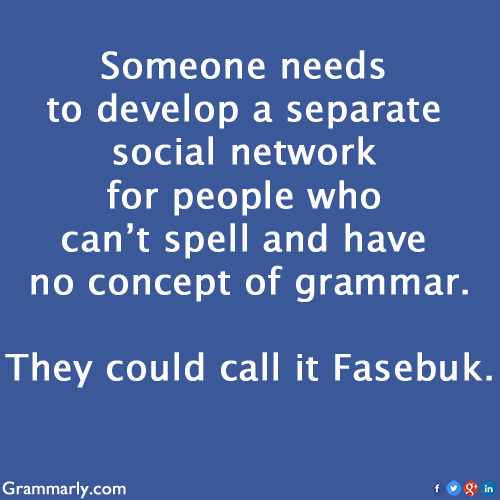 Someone needs
to develop a separate
social network
for people who
can’t spell and have
no concept of grammar.
They could call it Fasebuk.
Grammarly.com
f g+ in